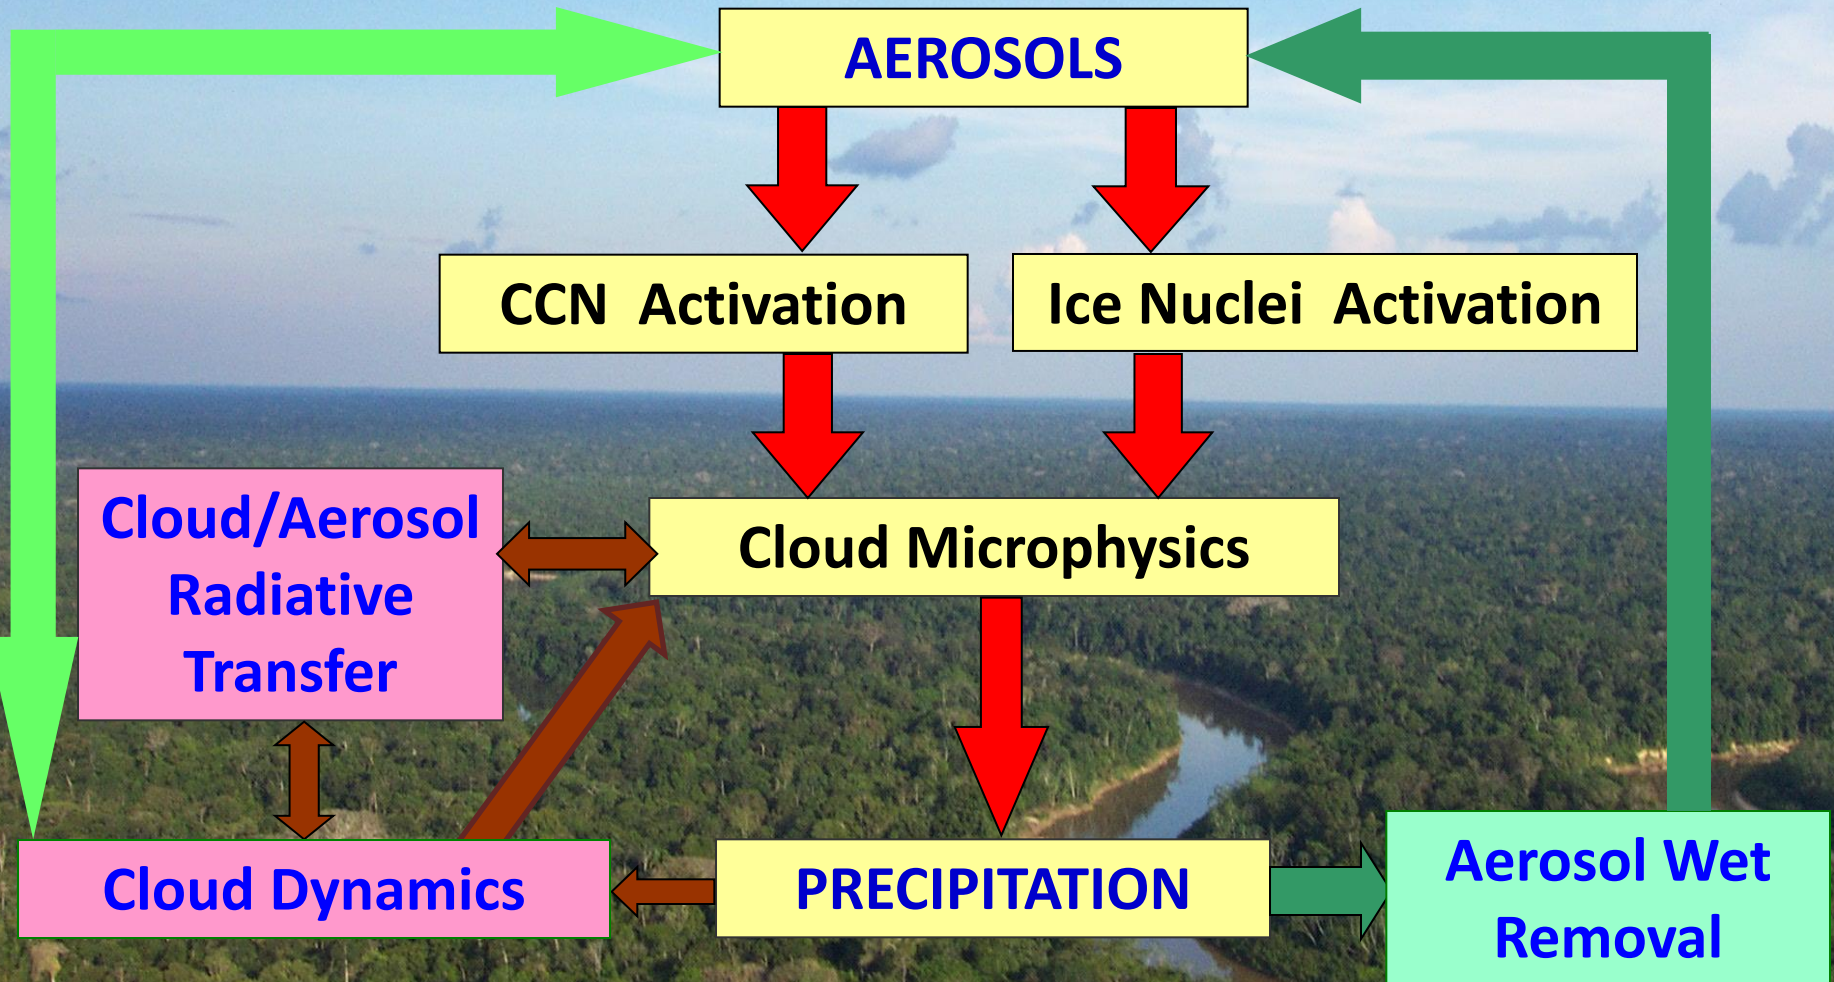 AEROSOLS
CCN  Activation
Ice Nuclei  Activation
Cloud/Aerosol
Radiative
Transfer
Cloud Microphysics
Cloud Dynamics
PRECIPITATION
Aerosol Wet
Removal